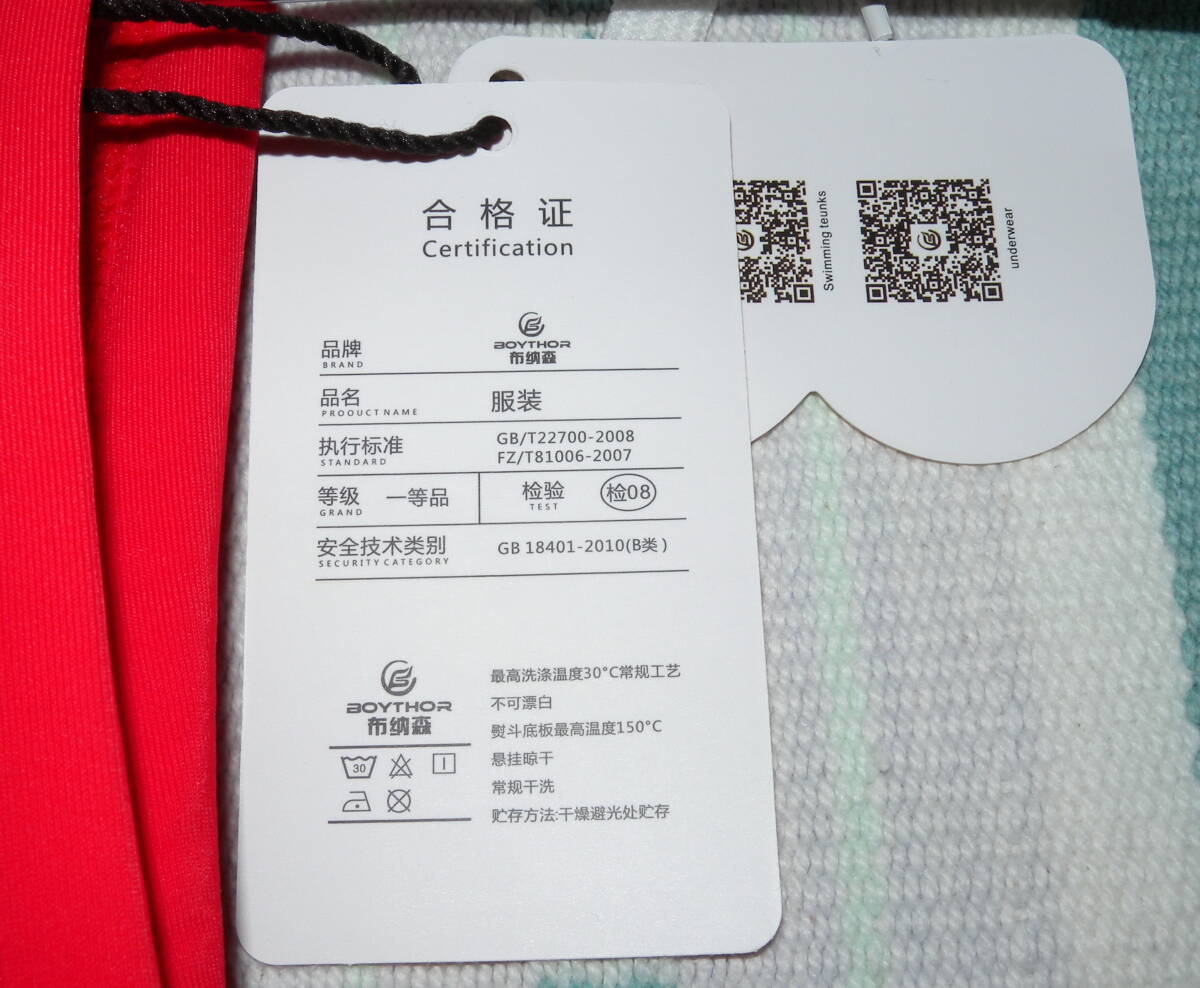 合格证
Certification
品牌
BRAND
BOYTHOR
布纳森
品名
PROOUCT NAME
服装
执行标准
STANDARD
GB/T22700-2008
FZ/T81006-2007
等级
GRAND
一等品
检验
TEST
检08
安全技术类别
SECURITY CATEGORY
GB 18401-2010(B类)
BOYTHOR
布纳森
30
最高洗涤温度30°C常规工艺
不可漂白
熨斗底板最高温度150°C
悬挂晾干
常规干洗
贮存方法:干燥避光处贮存
Swimming teunks
underwear